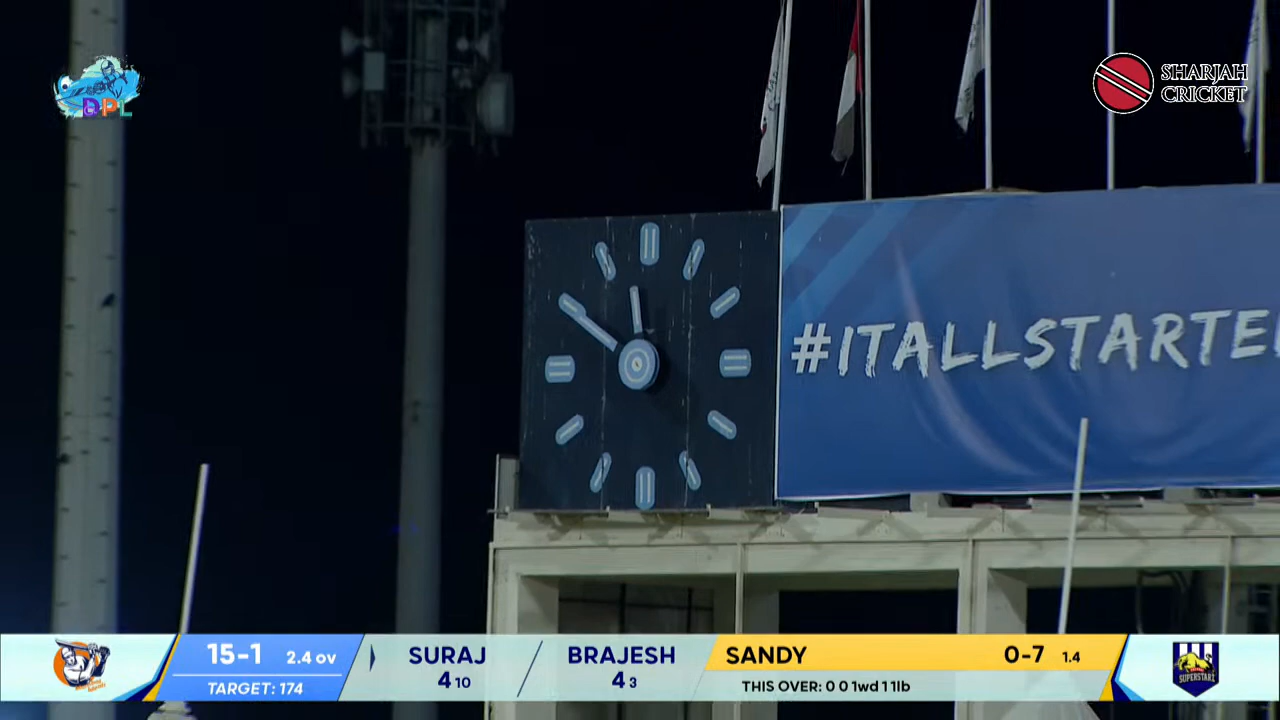 DPL
SHARJAH
CRICKET
#ITALLSTARTE
15-1 2.4 ov
TARGET: 174
SURAJ
4 10
BRAJESH
4 3
SANDY 0-7 1.4
THIS OVER: 0 0 1wd 1 1lb
SUPERSTARZ